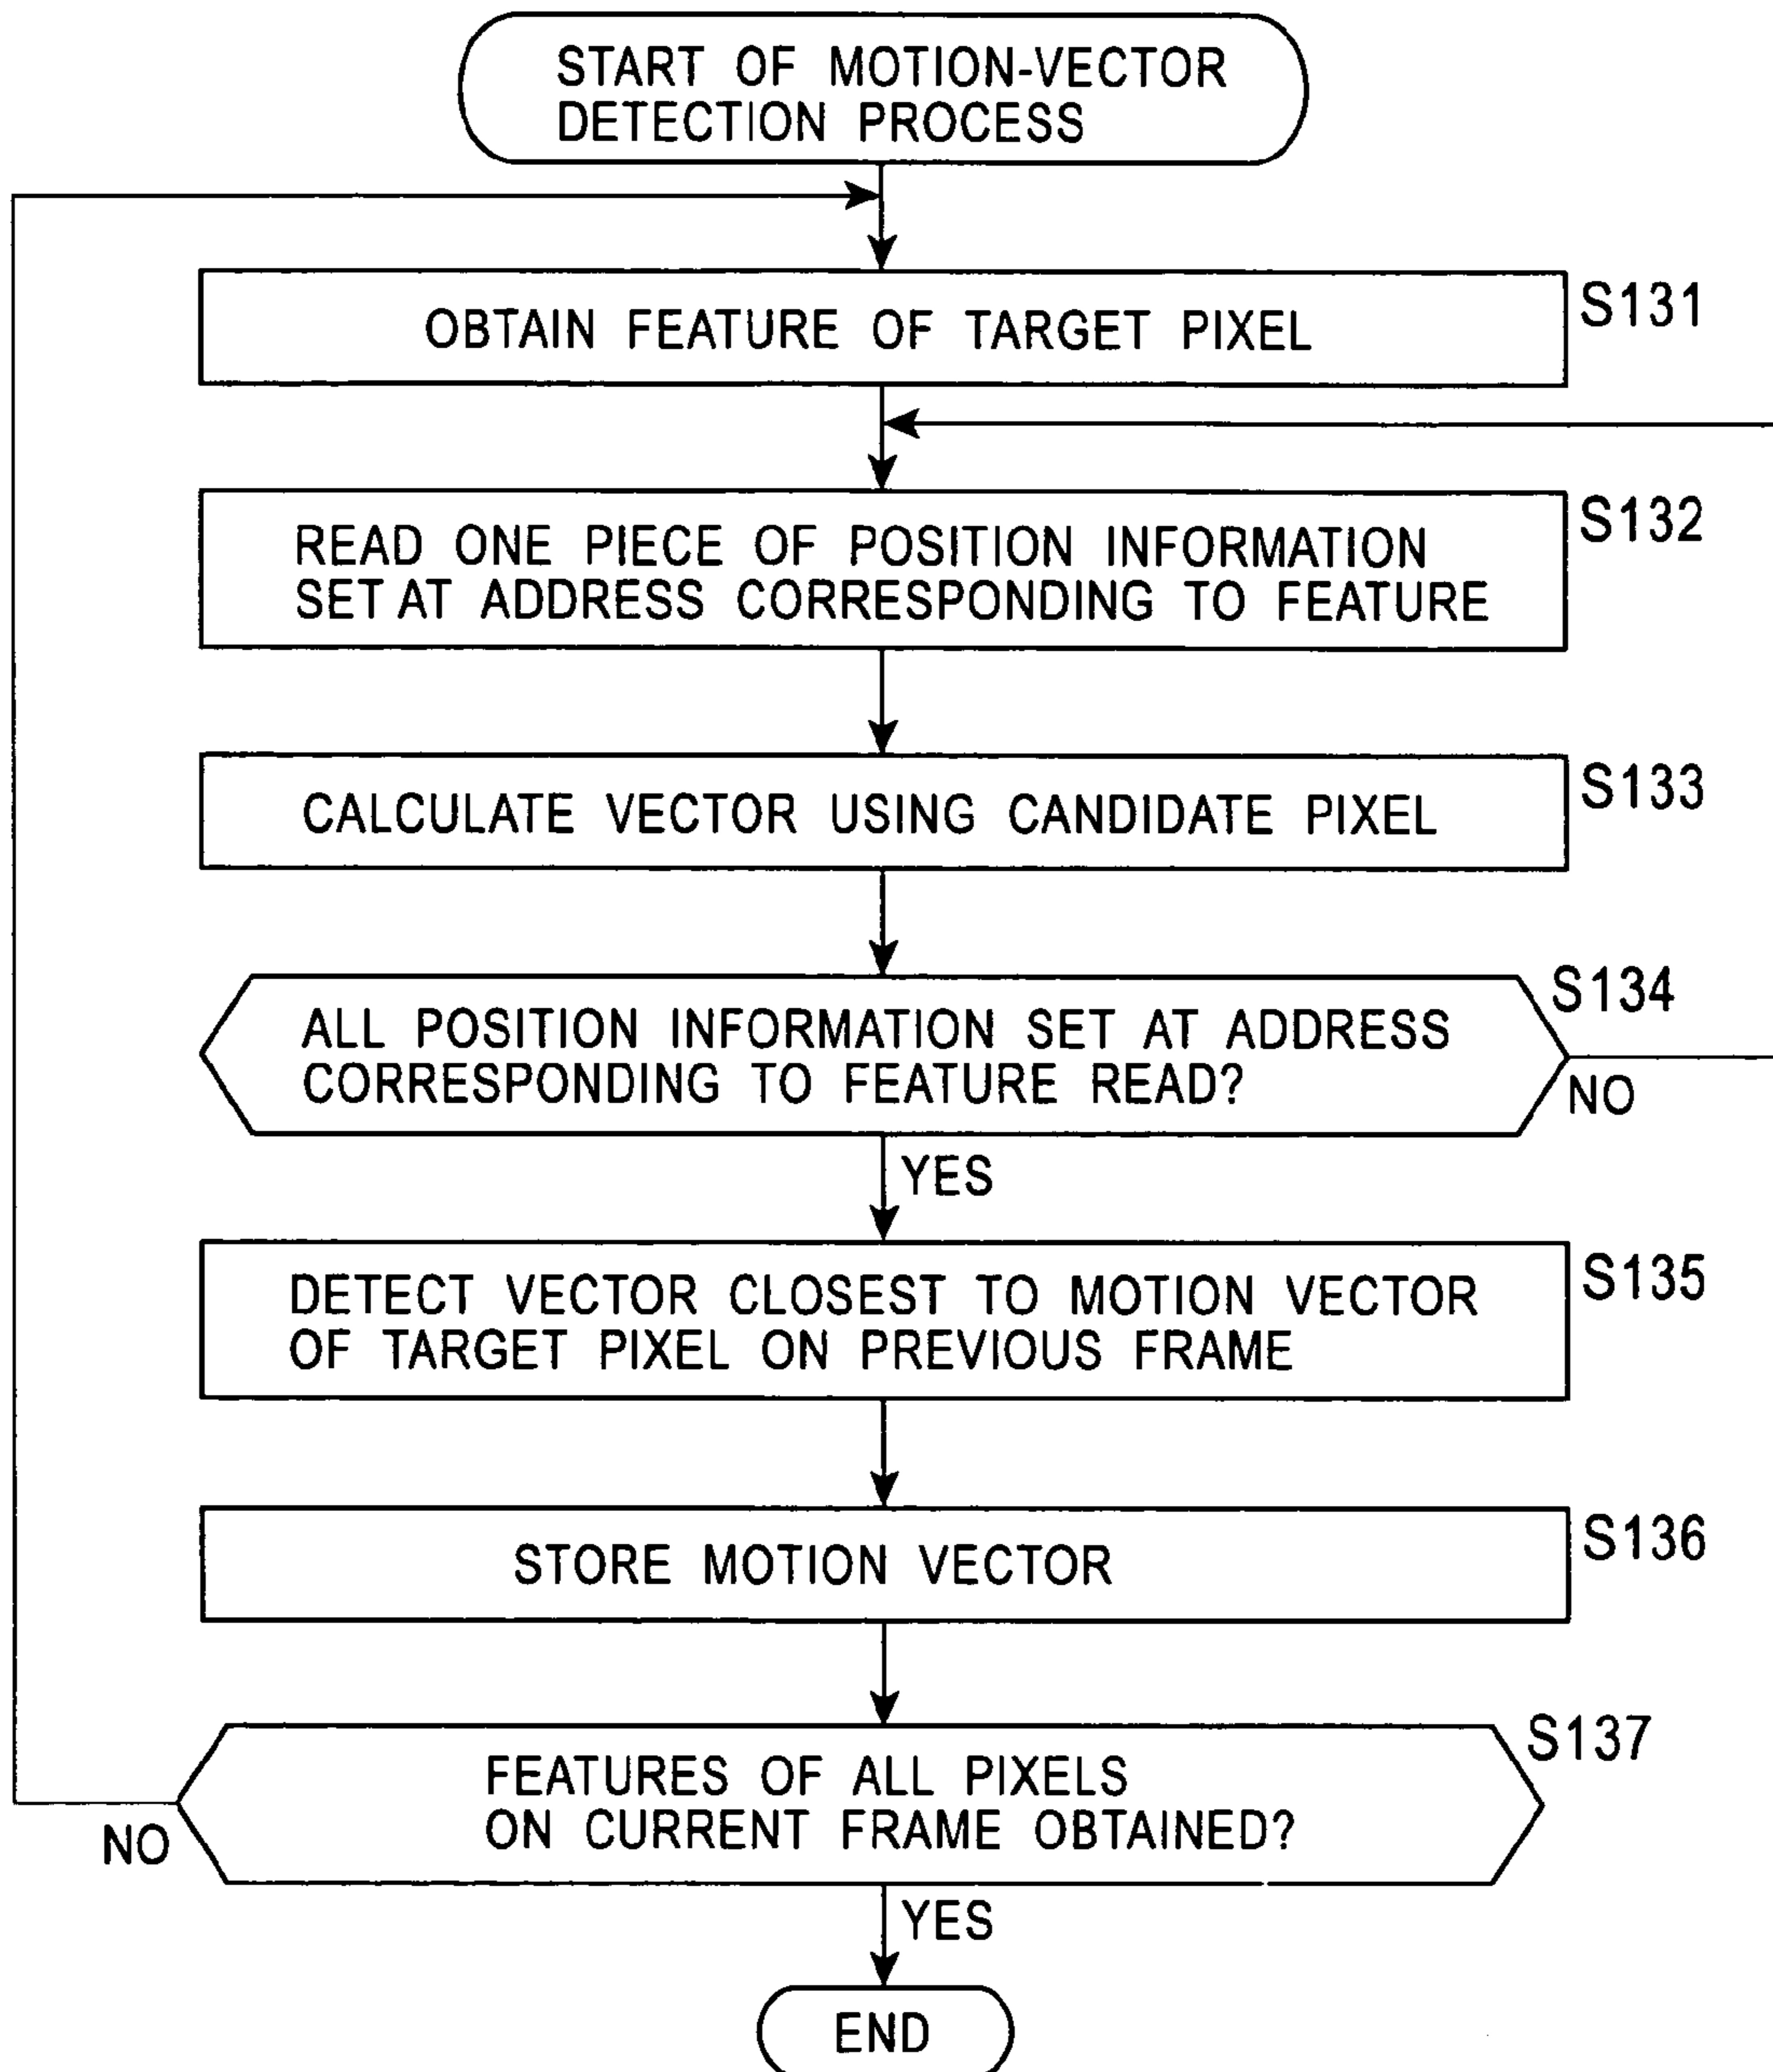 START OF MOTION-VECTOR
DETECTION PROCESS
OBTAIN FEATURE OF TARGET PIXEL
S131
READ ONE PIECE OF POSITION INFORMATION
SET AT ADDRESS CORRESPONDING TO FEATURE
S132
CALCULATE VECTOR USING CANDIDATE PIXEL
S133
ALL POSITION INFORMATION SET AT ADDRESS
CORRESPONDING TO FEATURE READ?
S134
NO
YES
DETECT VECTOR CLOSEST TO MOTION VECTOR
OF TARGET PIXEL ON PREVIOUS FRAME
S135
STORE MOTION VECTOR
S136
FEATURES OF ALL PIXELS
ON CURRENT FRAME OBTAINED?
S137
NO
YES
END